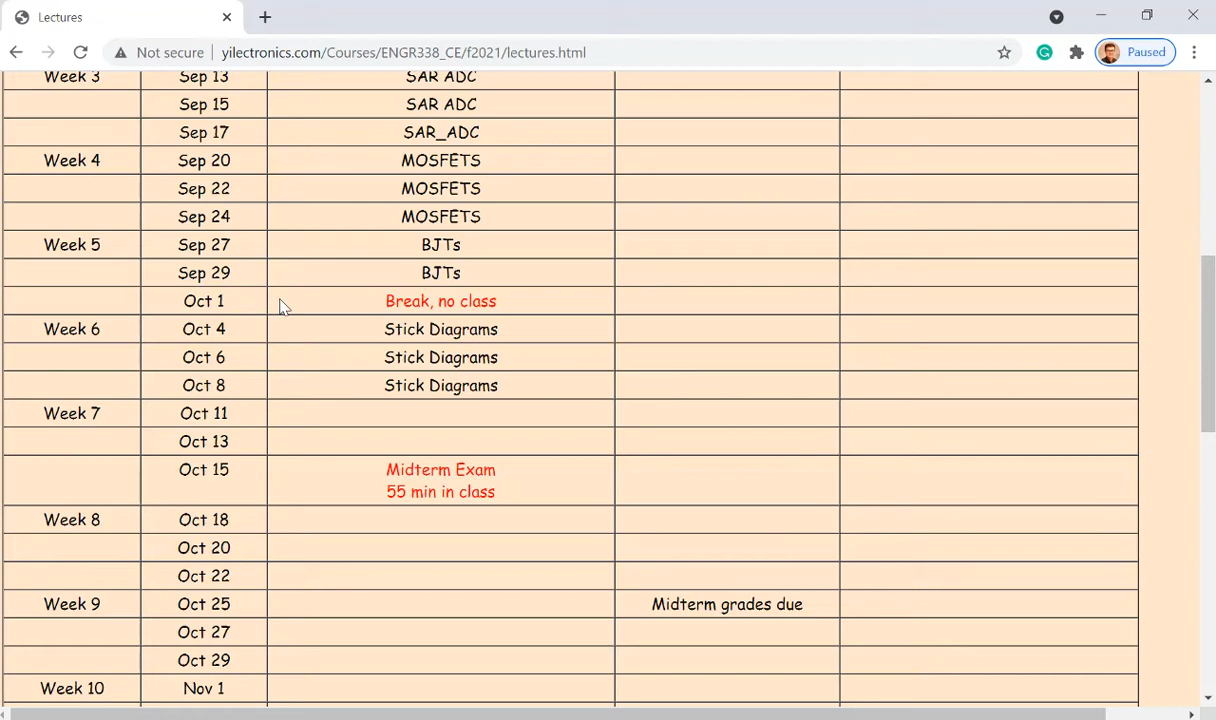 Lectures
Not secure yilectronics.com/Courses/ENGR338_CE/f2021/lectures.html Paused
Week 3 Sep 13 SAR ADC
Sep 15 SAR ADC
Sep 17 SAR_ADC
Week 4 Sep 20 MOSFETS
Sep 22 MOSFETS
Sep 24 MOSFETS
Week 5 Sep 27 BJTs
Sep 29 BJTs
Oct 1 Break, no class
Week 6 Oct 4 Stick Diagrams
Oct 6 Stick Diagrams
Oct 8 Stick Diagrams
Week 7 Oct 11
Oct 13
Oct 15 Midterm Exam
55 min in class
Week 8 Oct 18
Oct 20
Oct 22
Week 9 Oct 25 Midterm grades due
Oct 27
Oct 29
Week 10 Nov 1